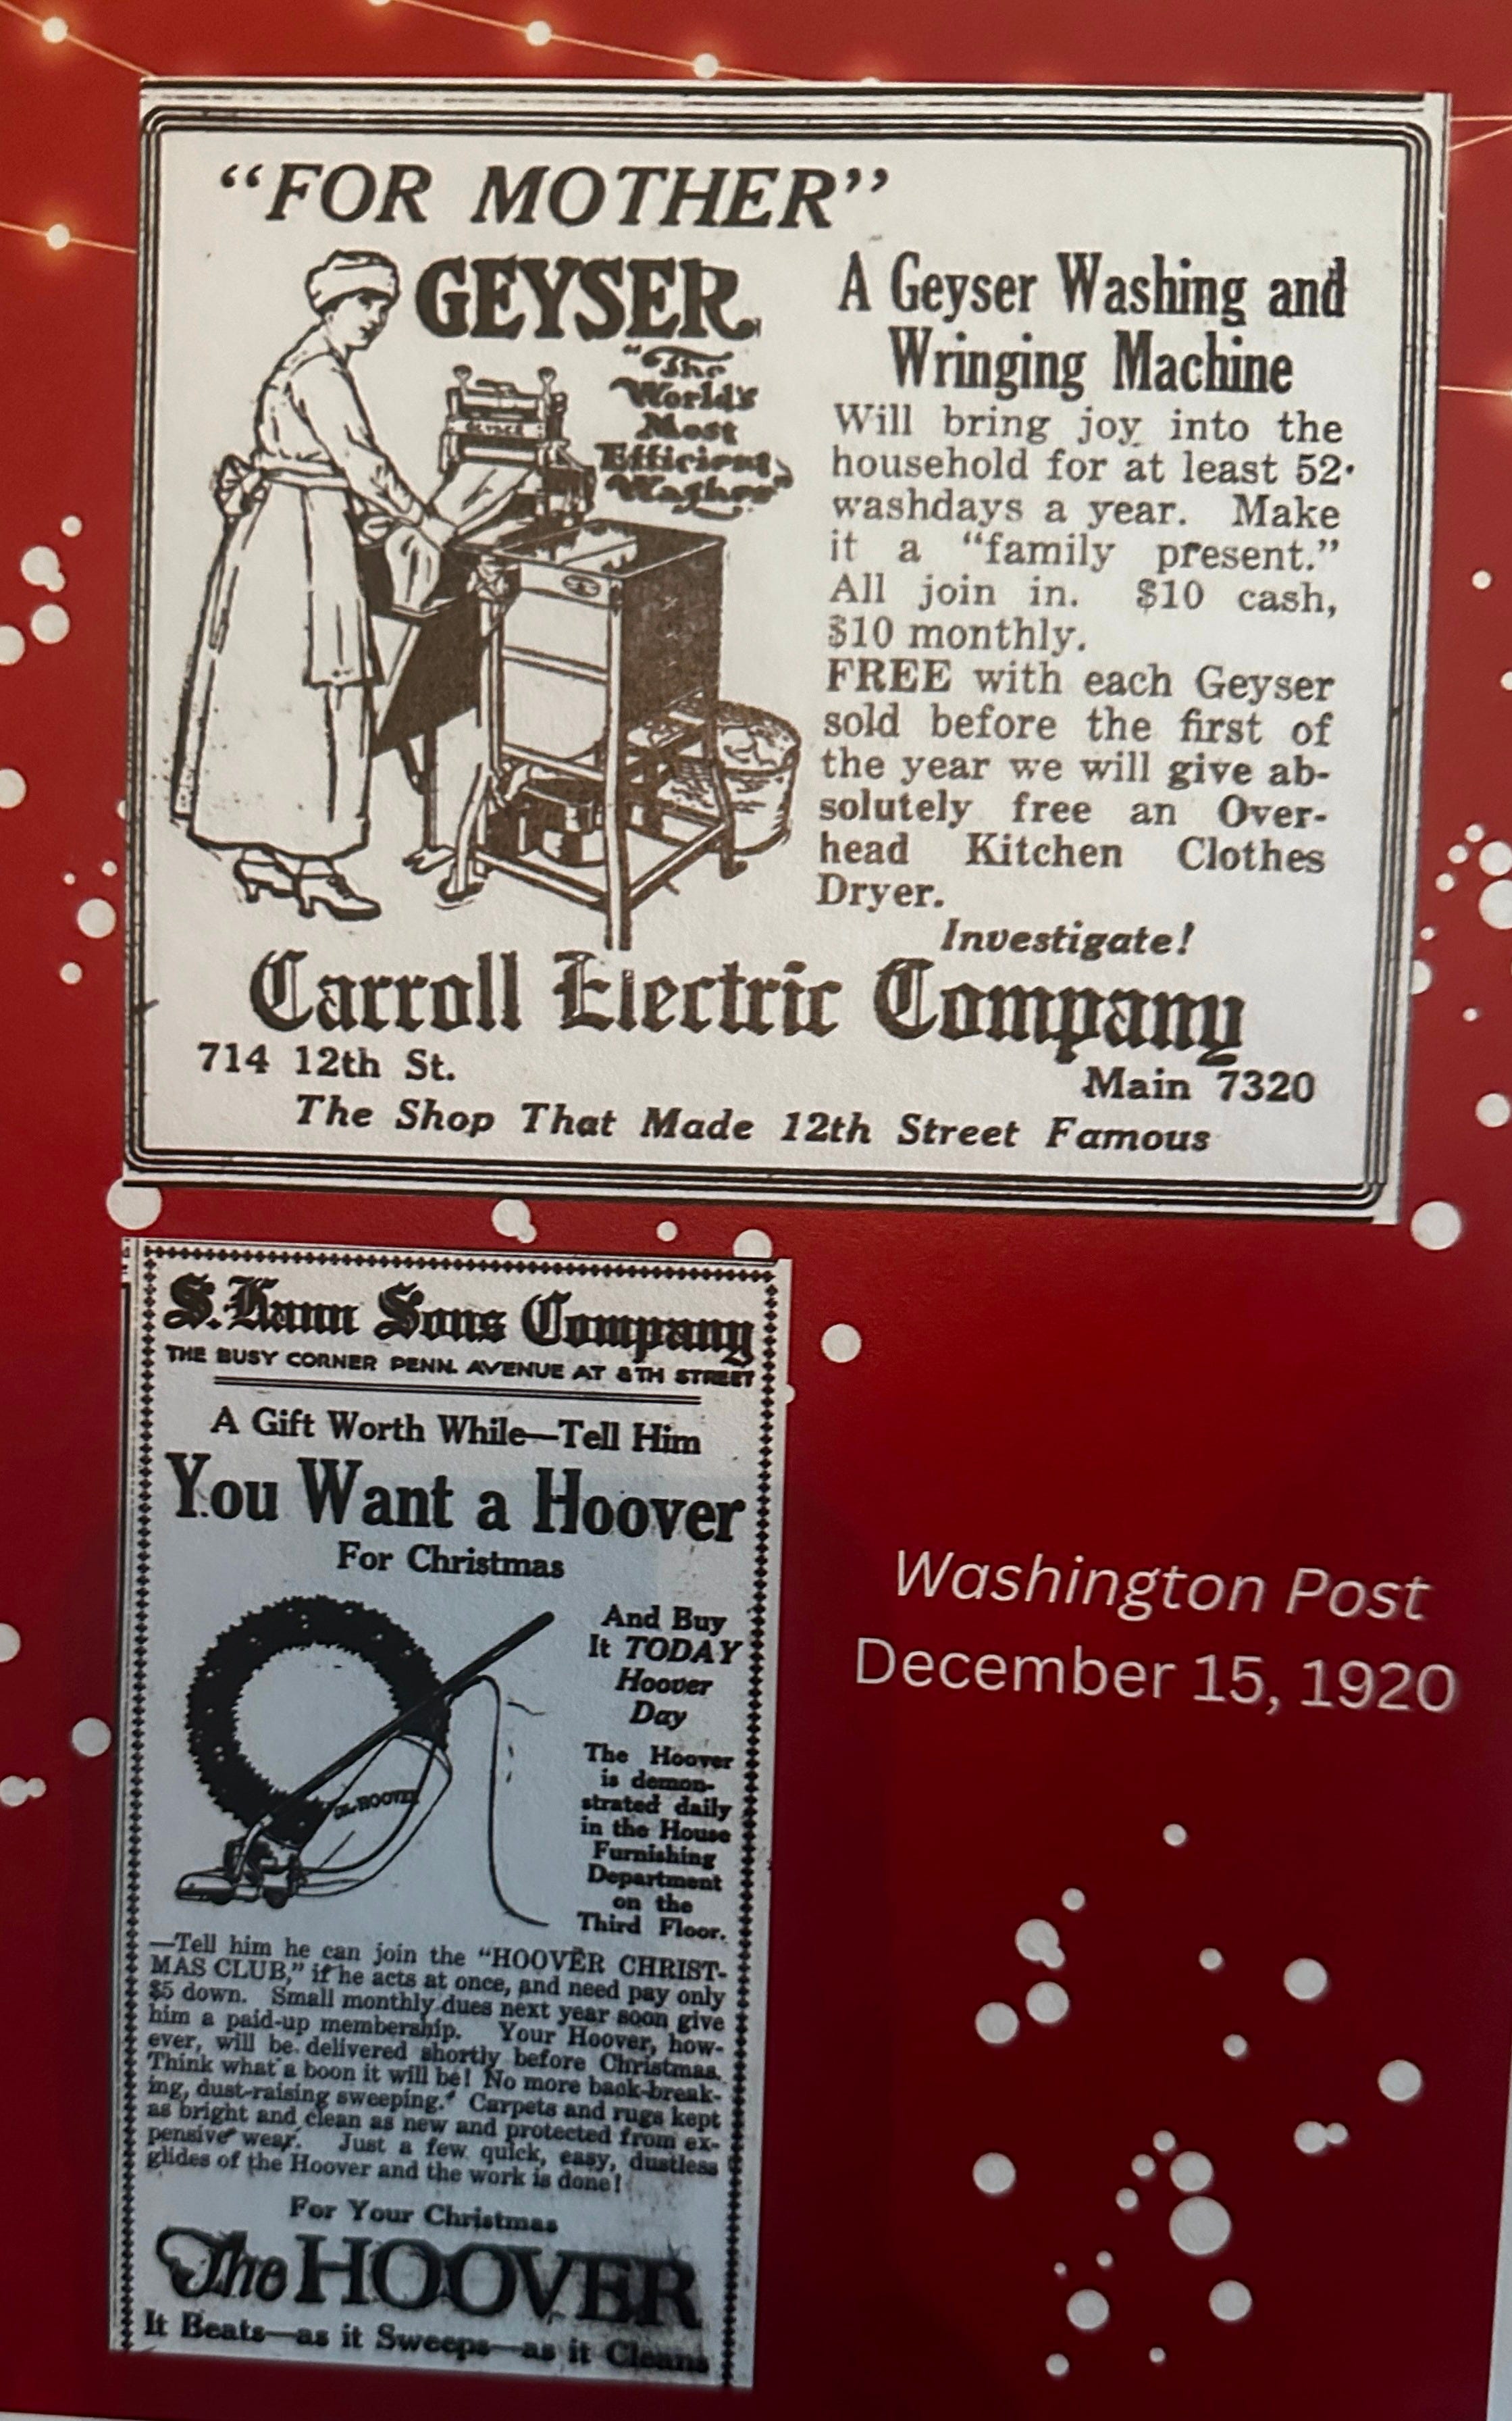 “FOR MOTHER”
GEYSER
“The
World's
Most
Efficient
Washer”
GEYSER
A Geyser Washing and
Wringing Machine
Will bring joy into the
household for at least 52
washdays a year. Make
it a “family present.”
All join in. $10 cash,
$10 monthly.
FREE with each Geyser
sold before the first of
the year we will give ab-
solutely free an Over-
head Kitchen Clothes
Dryer.
Investigate!
Carroll Electric Company
714 12th St.
Main 7320
The Shop That Made 12th Street Famous
S. Kann Sons Company
THE BUSY CORNER PENN. AVENUE AT 8TH STREET
A Gift Worth While—Tell Him
You Want a Hoover
For Christmas
And Buy
It TODAY
Hoover
Day
The Hoover
is demon-
strated daily
in the House
Furnishing
Department
on the
Third Floor.
The HOOVER
—Tell him he can join the “HOOVER CHRIST-
MAS CLUB,” if he acts at once, and need pay only
$5 down. Small monthly dues next year soon give
him a paid-up membership. Your Hoover, how-
ever, will be delivered shortly before Christmas.
Think what a boon it will be! No more back-break-
ing, dust-raising sweeping. Carpets and rugs kept
as bright and clean as new and protected from ex-
pensive wear. Just a few quick, easy, dustless
glides of the Hoover and the work is done!
For Your Christmas
The HOOVER
It Beats—as it Sweeps—as it Cleans
Washington Post
December 15, 1920